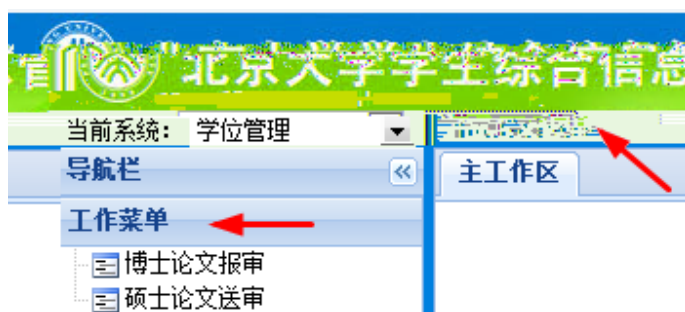 北京大学学生综合信息
当前系统： 学位管理
导航栏
主工作区
工作菜单
博士论文报审
硕士论文送审